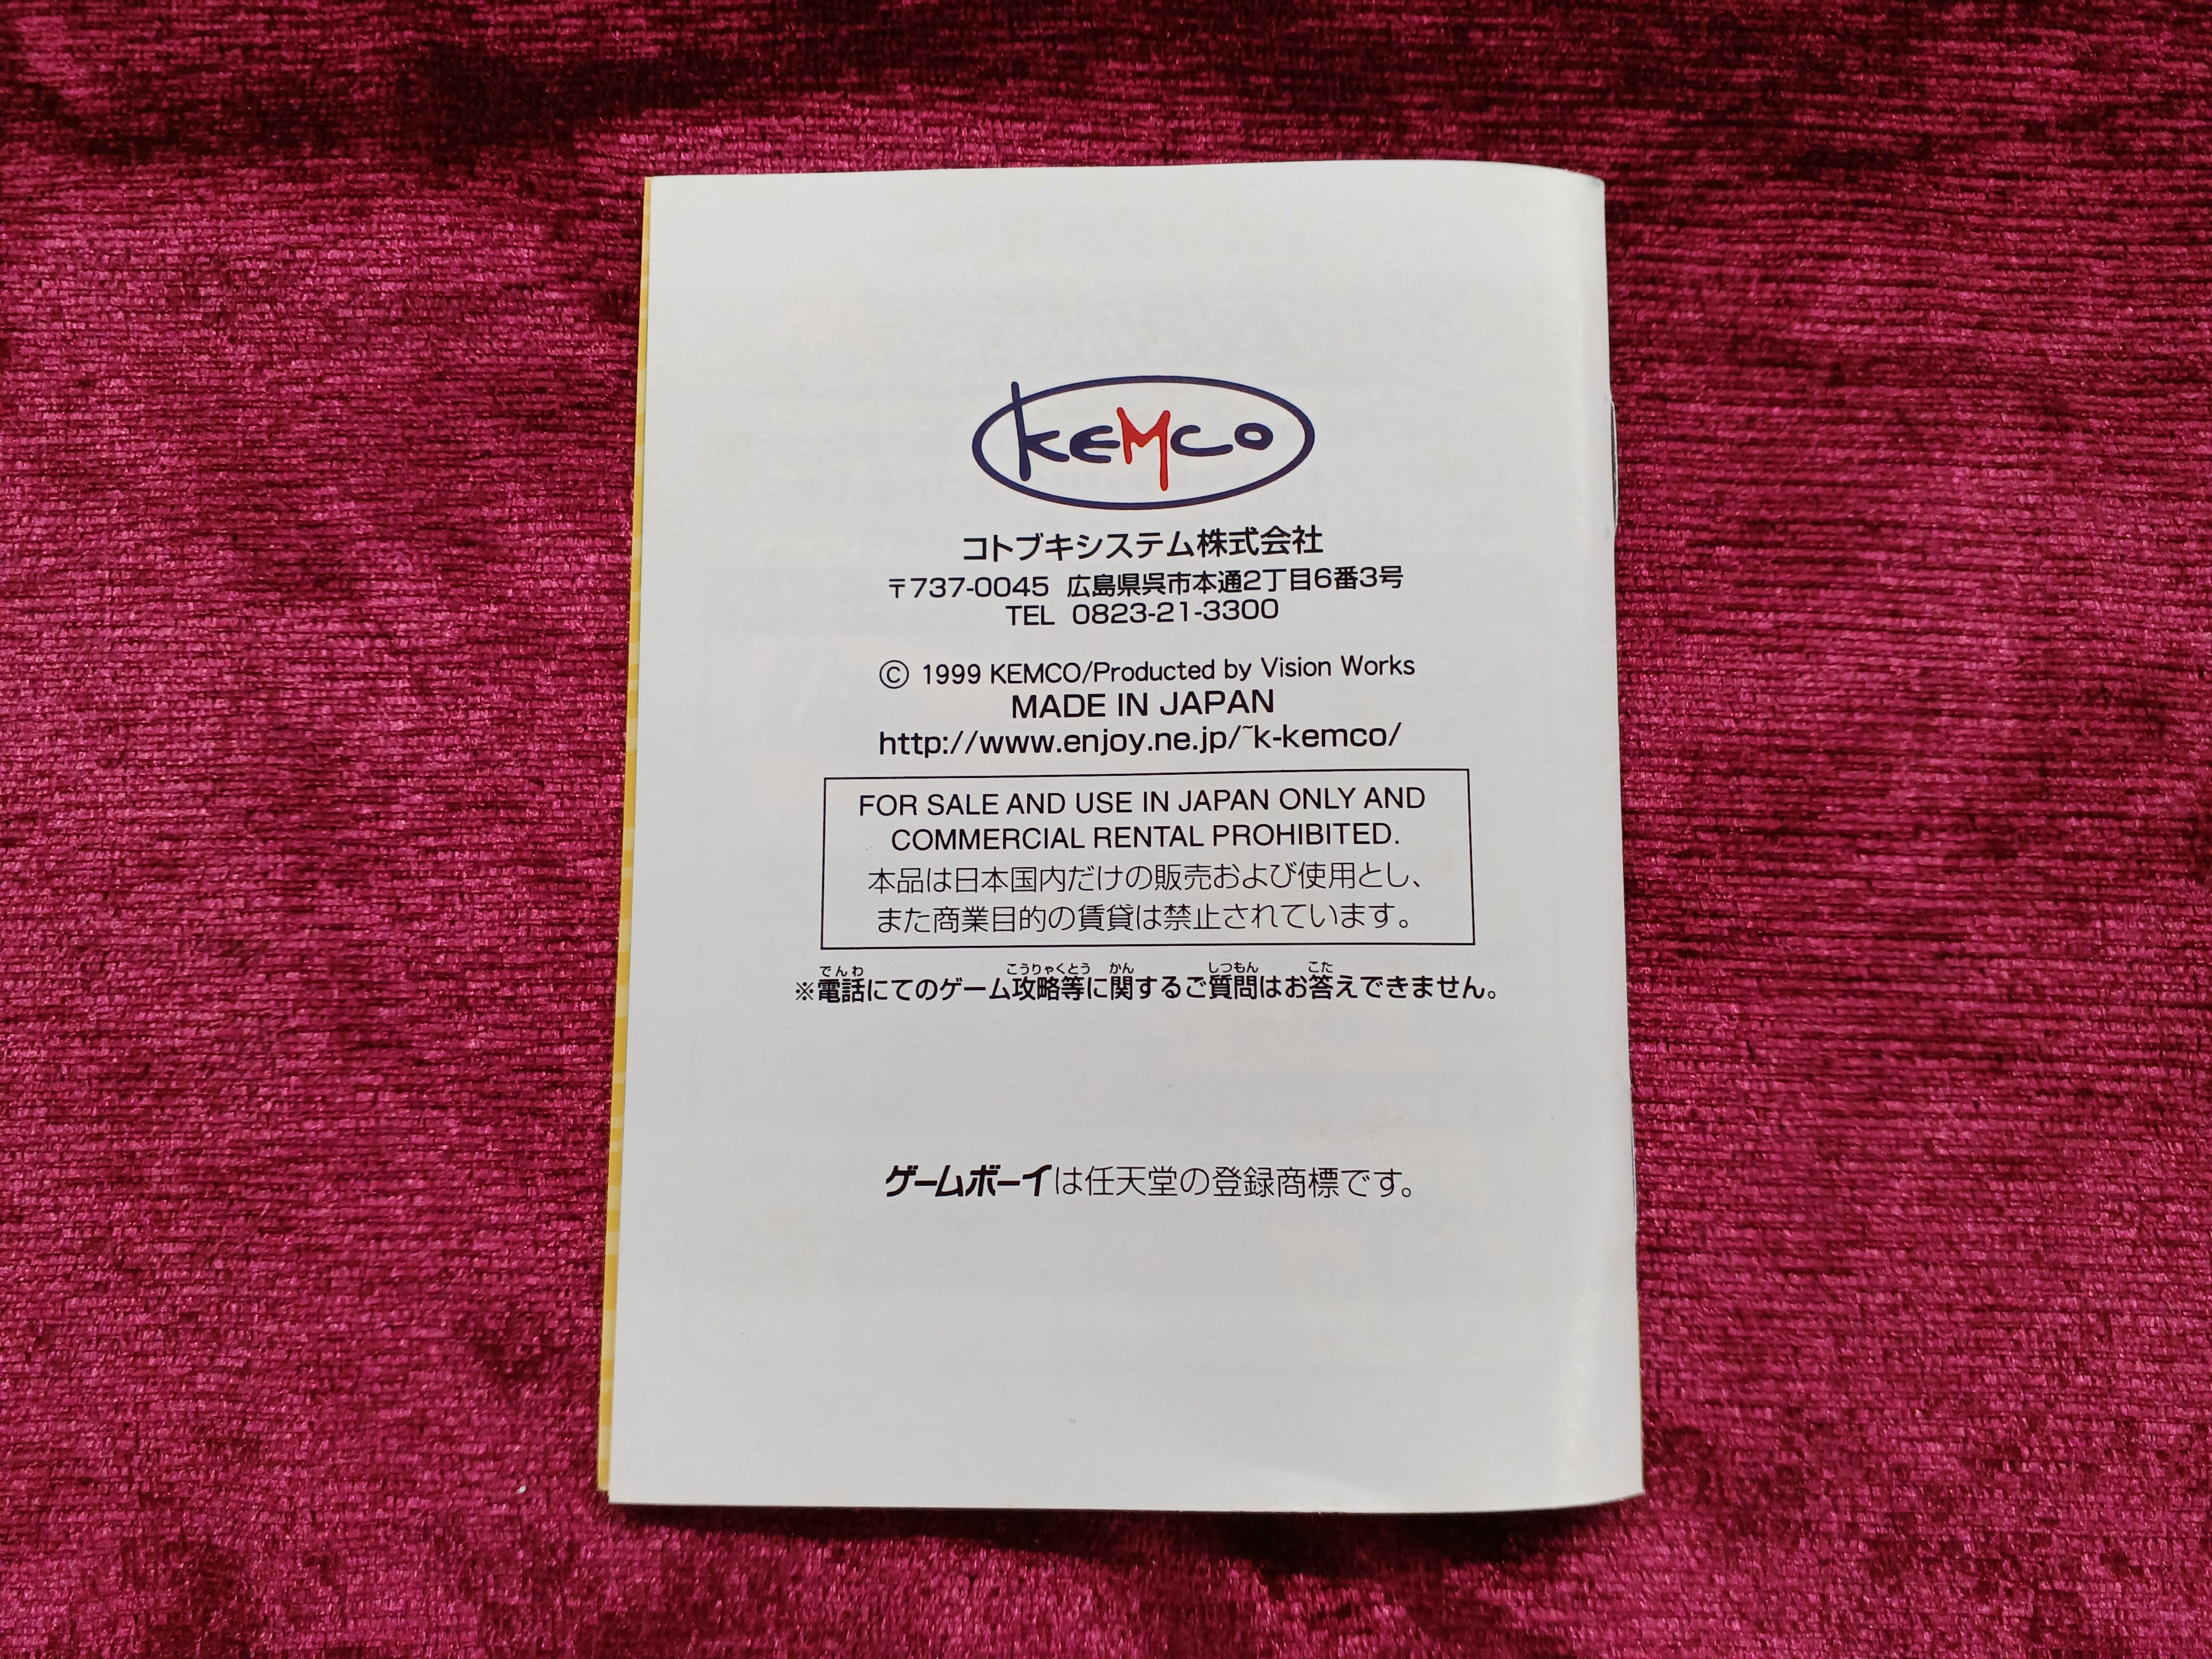 KEMCO
コトブキシステム株式会社
〒737-0045 広島県呉市本通2丁目6番3号
TEL 0823-21-3300
© 1999 KEMCO/Producted by Vision Works
MADE IN JAPAN
http://www.enjoy.ne.jp/~k-kemco/
FOR SALE AND USE IN JAPAN ONLY AND
COMMERCIAL RENTAL PROHIBITED.
本品は日本国内だけの販売および使用とし、
また商業目的の賃貸は禁止されています。
でんわ こうりゃくとう かん しつもん こた
※電話にてのゲーム攻略等に関するご質問はお答えできません。
ゲームボーイは任天堂の登録商標です。